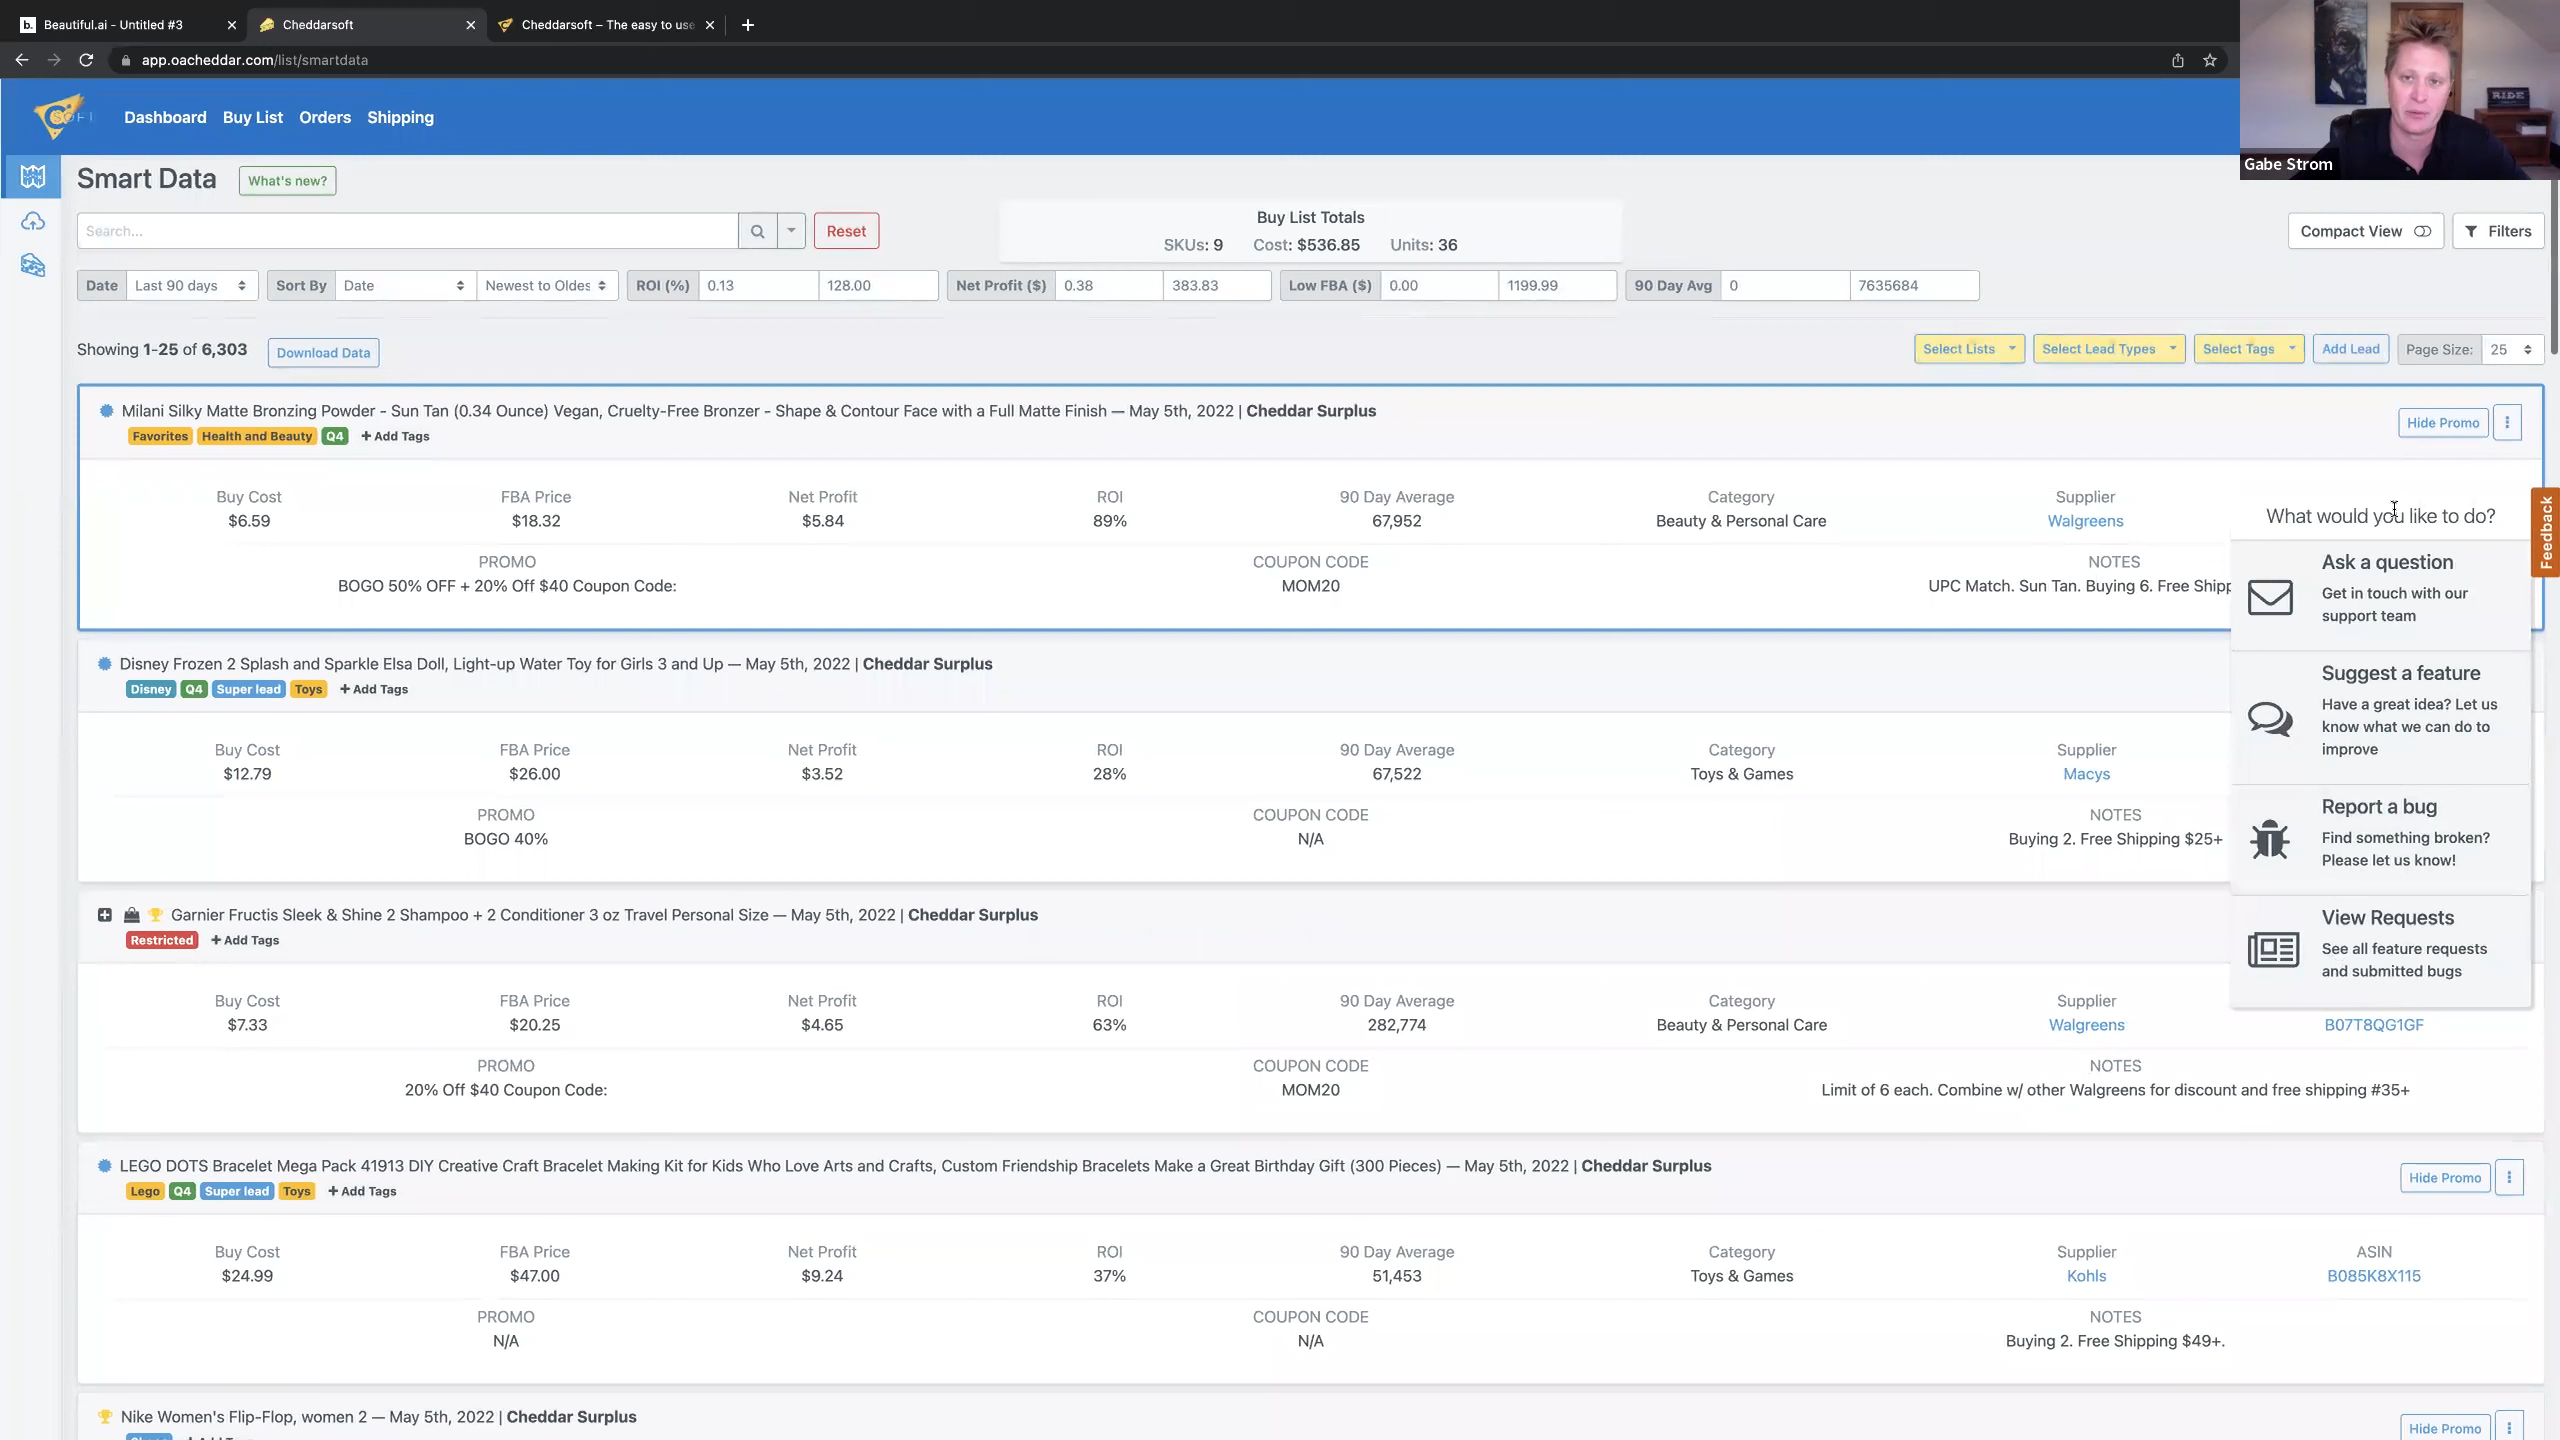 Beautiful.ai - Untitled #3
Cheddarsoft
Cheddarsoft – The easy to use
app.oacheddar.com/list/smartdata
Dashboard Buy List Orders Shipping
RIDE
Gabe Strom
Smart Data What's new?
Search... Reset
Buy List Totals
SKUs: 9 Cost: $536.85 Units: 36
Compact View Filters
Date Last 90 days Sort By Date Newest to Oldes ROI (%) 0.13 128.00 Net Profit ($) 0.38 383.83 Low FBA ($) 0.00 1199.99 90 Day Avg 0 7635684
Showing 1-25 of 6,303 Download Data Select Lists Select Lead Types Select Tags Add Lead Page Size: 25
Milani Silky Matte Bronzing Powder - Sun Tan (0.34 Ounce) Vegan, Cruelty-Free Bronzer - Shape & Contour Face with a Full Matte Finish — May 5th, 2022 | Cheddar Surplus
Favorites Health and Beauty Q4 + Add Tags
Hide Promo
Buy Cost FBA Price Net Profit ROI 90 Day Average Category Supplier
$6.59 $18.32 $5.84 89% 67,952 Beauty & Personal Care Walgreens
PROMO COUPON CODE NOTES
BOGO 50% OFF + 20% Off $40 Coupon Code: MOM20 UPC Match. Sun Tan. Buying 6. Free Shipp
Feedback
What would you like to do?
Ask a question
Get in touch with our
support team
Suggest a feature
Have a great idea? Let us
know what we can do to
improve
Report a bug
Find something broken?
Please let us know!
View Requests
See all feature requests
and submitted bugs
Disney Frozen 2 Splash and Sparkle Elsa Doll, Light-up Water Toy for Girls 3 and Up — May 5th, 2022 | Cheddar Surplus
Disney Q4 Super lead Toys + Add Tags
Buy Cost FBA Price Net Profit ROI 90 Day Average Category Supplier
$12.79 $26.00 $3.52 28% 67,522 Toys & Games Macys
PROMO COUPON CODE NOTES
BOGO 40% N/A Buying 2. Free Shipping $25+
Garnier Fructis Sleek & Shine 2 Shampoo + 2 Conditioner 3 oz Travel Personal Size — May 5th, 2022 | Cheddar Surplus
Restricted + Add Tags
Buy Cost FBA Price Net Profit ROI 90 Day Average Category Supplier
$7.33 $20.25 $4.65 63% 282,774 Beauty & Personal Care Walgreens B07T8QG1GF
PROMO COUPON CODE NOTES
20% Off $40 Coupon Code: MOM20 Limit of 6 each. Combine w/ other Walgreens for discount and free shipping #35+
LEGO DOTS Bracelet Mega Pack 41913 DIY Creative Craft Bracelet Making Kit for Kids Who Love Arts and Crafts, Custom Friendship Bracelets Make a Great Birthday Gift (300 Pieces) — May 5th, 2022 | Cheddar Surplus
Lego Q4 Super lead Toys + Add Tags
Hide Promo
Buy Cost FBA Price Net Profit ROI 90 Day Average Category Supplier ASIN
$24.99 $47.00 $9.24 37% 51,453 Toys & Games Kohls B085K8X115
PROMO COUPON CODE NOTES
N/A N/A Buying 2. Free Shipping $49+.
Nike Women's Flip-Flop, women 2 — May 5th, 2022 | Cheddar Surplus
Hide Promo